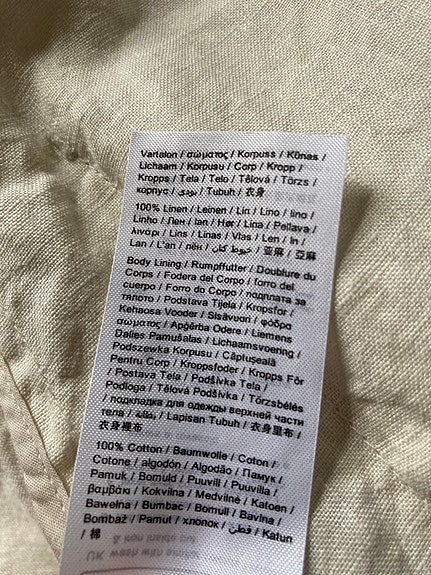 Vartalon / σώματος / Korpuss / Kūnas /
Lichaam / Korpusu / Corp / Kropp /
Kropps / Tela / Telo / Tělová / Törzs /
корпуса / بودي / Tubuh / 衣身
100% Linen / Leinen / Lin / Lino / lino /
Linho / Лен / lan / Hør / Lina / Pellava /
λινάρι / Lins / Linas / Vlas / Len / In /
Lan / L'an / лён / خيوط كتان / 亚麻 / 亞麻
Body Lining / Rumpffutter / Doublure du
Corps / Fodera del Corpo / forro del
cuerpo / Forro do Corpo / подплата за
тялото / Podstava Tijela / Kropsfor /
Kehaosa Vooder / Sisävuori / φόδρα
σώματος / Apģērba Odere / Liemens
Dalies Pamušalas / Lichaamsvoering /
Podszewka Korpusu / Căptușeală
Pentru Corp / Kroppsfoder / Kropps Fôr
/ Postava Tela / Podšívka Tela /
Podloga / Tělová Podšívka / Törzsbélés
/ подкладка для одежды верхней части
тела / بطانة / Lapisan Tubuh / 衣身里布 /
衣身裡布
100% Cotton / Baumwolle / Coton /
Cotone / algodón / Algodão / Памук /
Pamuk / Bomuld / Puuvill / Puuvilla /
βαμβάκι / Kokvilna / Medvilnė / Katoen /
Bawełna / Bumbac / Bomull / Bavlna /
Bombaž / Pamut / хлопок / قطن / Katun
/ 棉